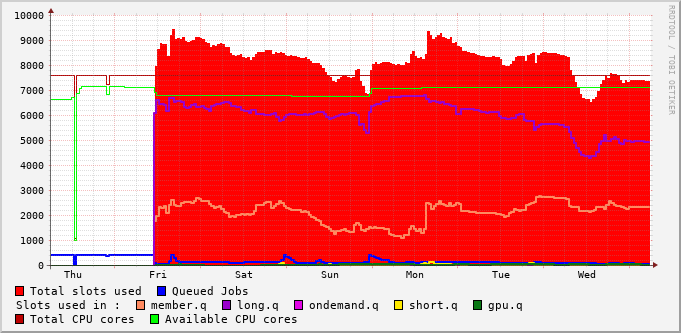 10000
9000
8000
7000
6000
5000
4000
3000
2000
1000
0
Thu Fri Sat Sun Mon Tue Wed
RRDTOOL / TOBI OETIKER
Total slots used Queued Jobs
Slots used in : member.q long.q ondemand.q short.q gpu.q
Total CPU cores Available CPU cores